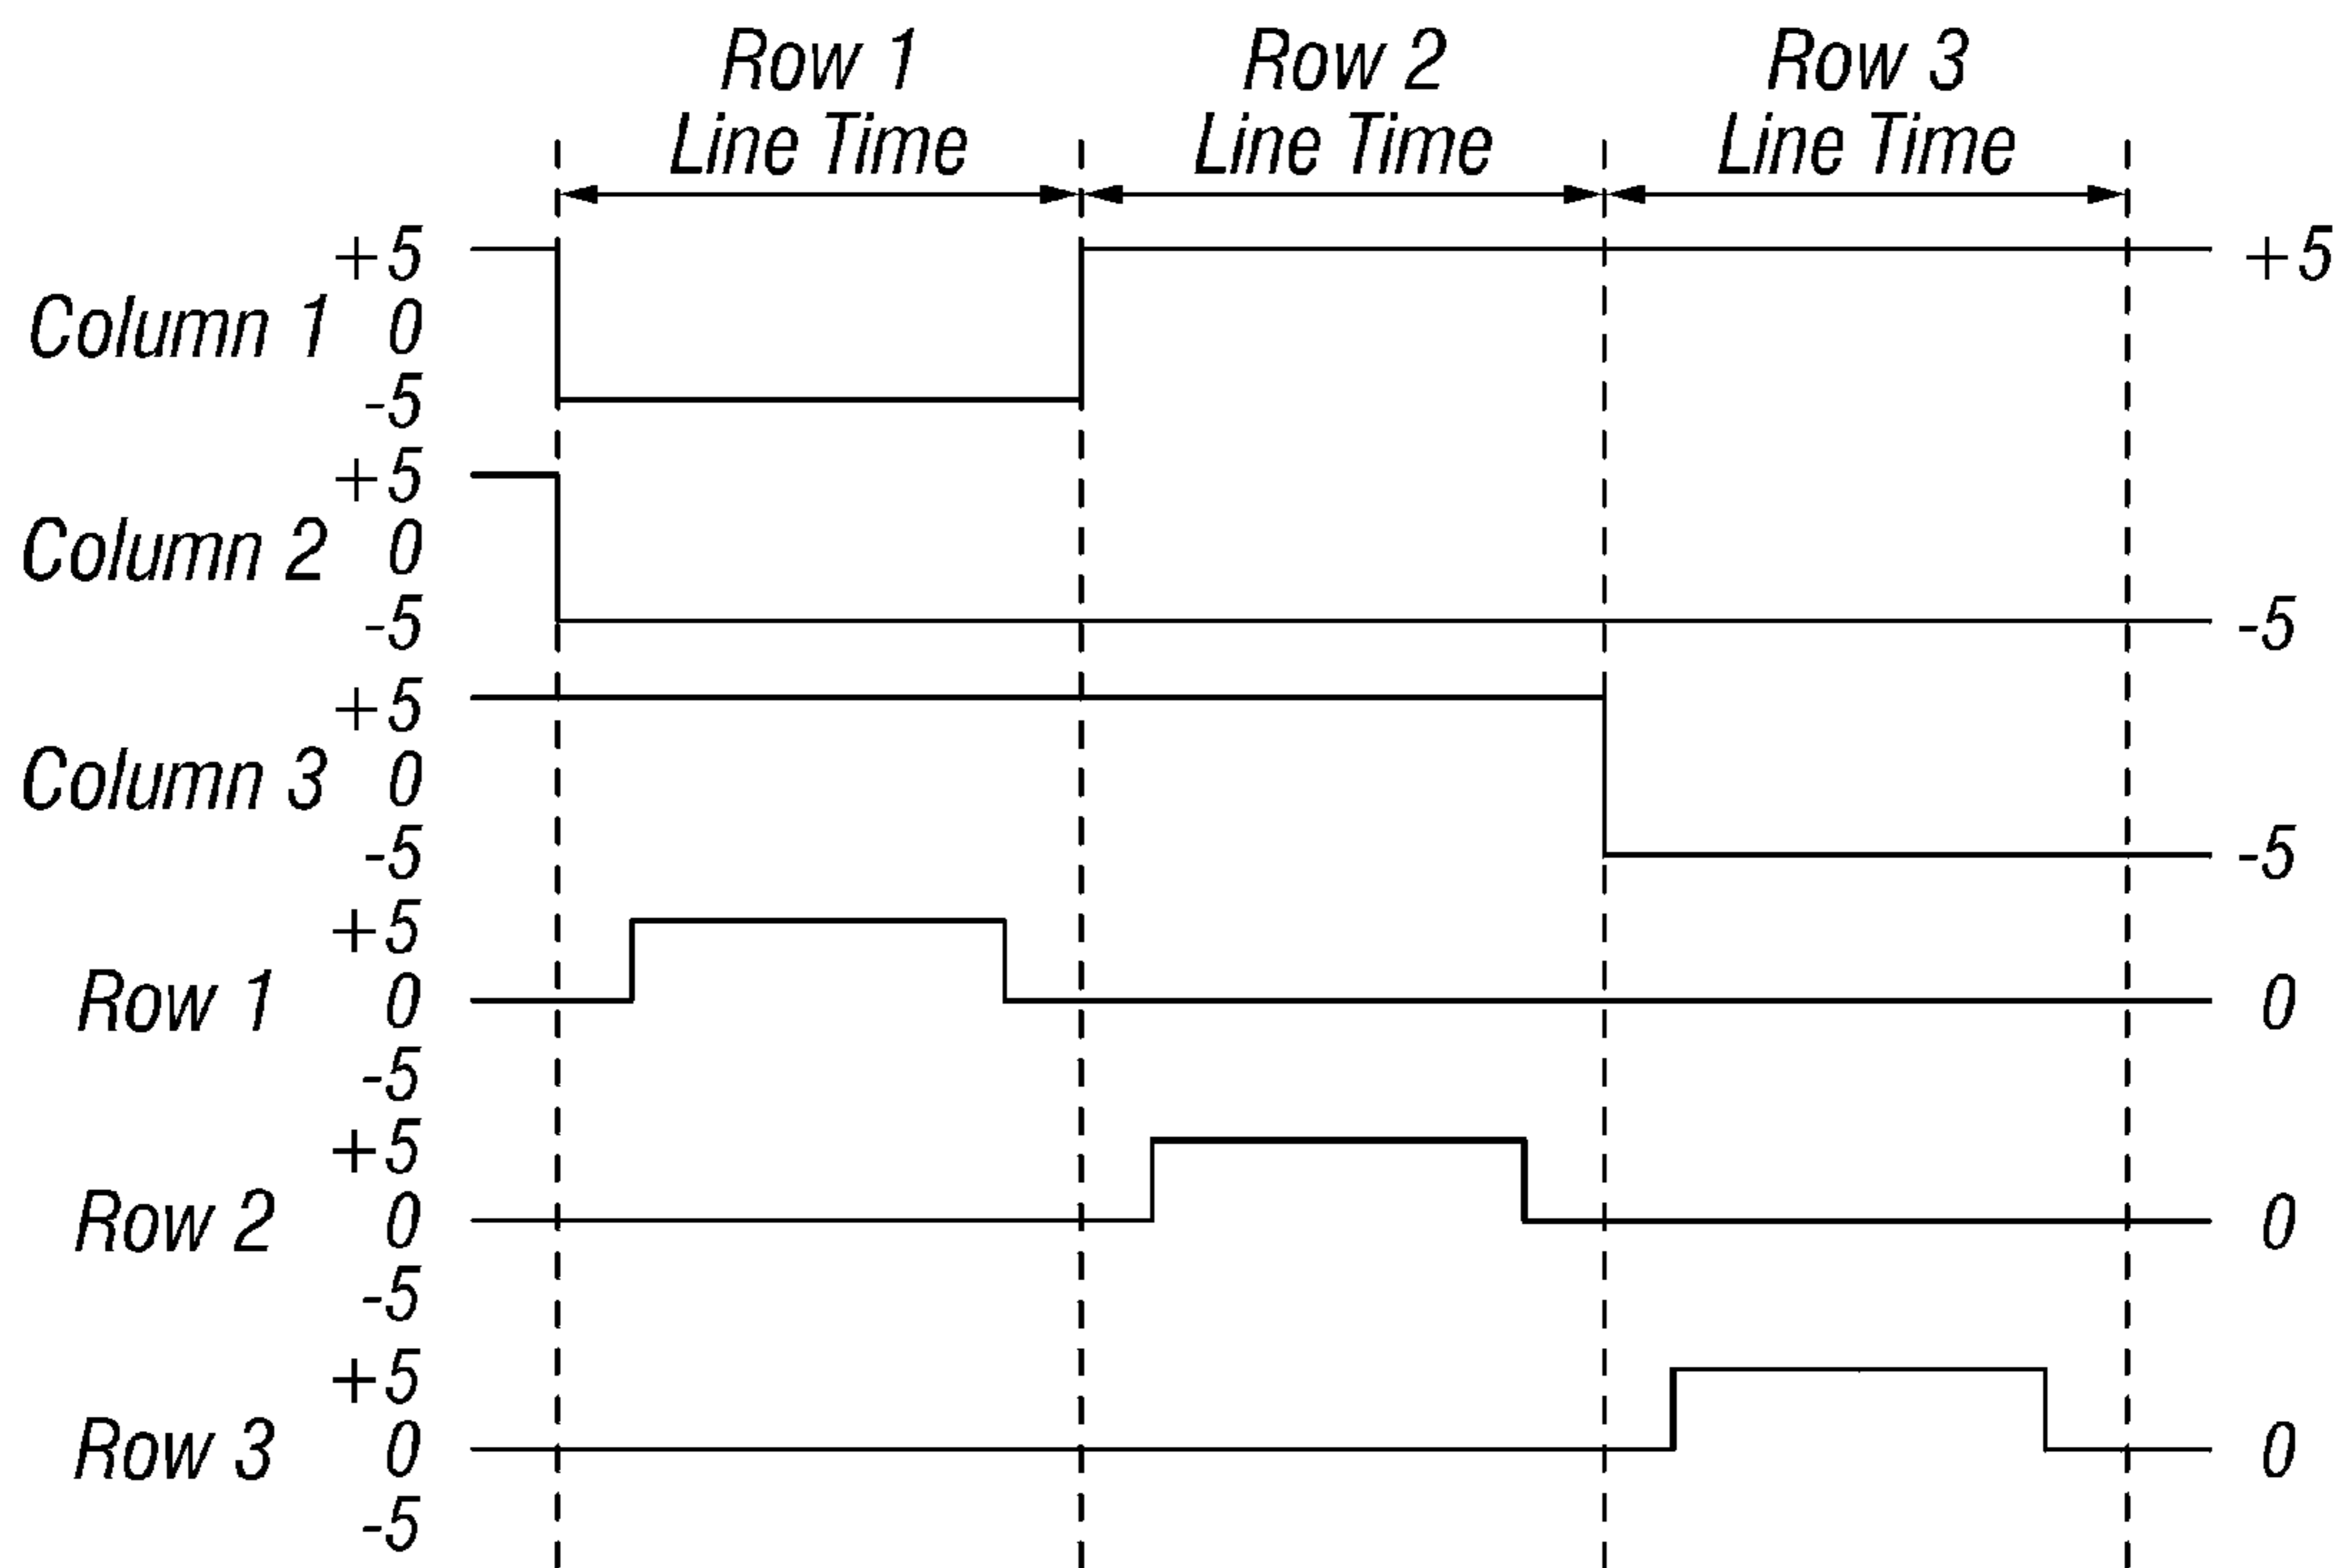 Row 1 Row 2 Row 3
Line Time Line Time Line Time
+5 +5
Column 1 0
-5
+5
Column 2 0
-5 -5
+5
Column 3 0
-5 -5
+5
Row 1 0 0
-5
+5
Row 2 0 0
-5
+5
Row 3 0 0
-5